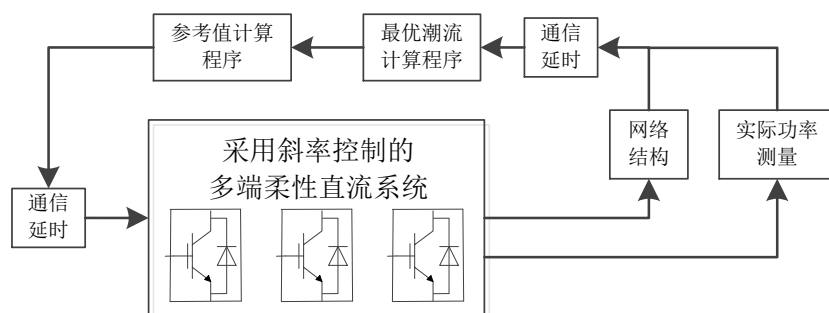 参考值计算
程序
最优潮流
计算程序
通信
延时
网络
结构
实际功率
测量
采用斜率控制的
多端柔性直流系统
通信
延时